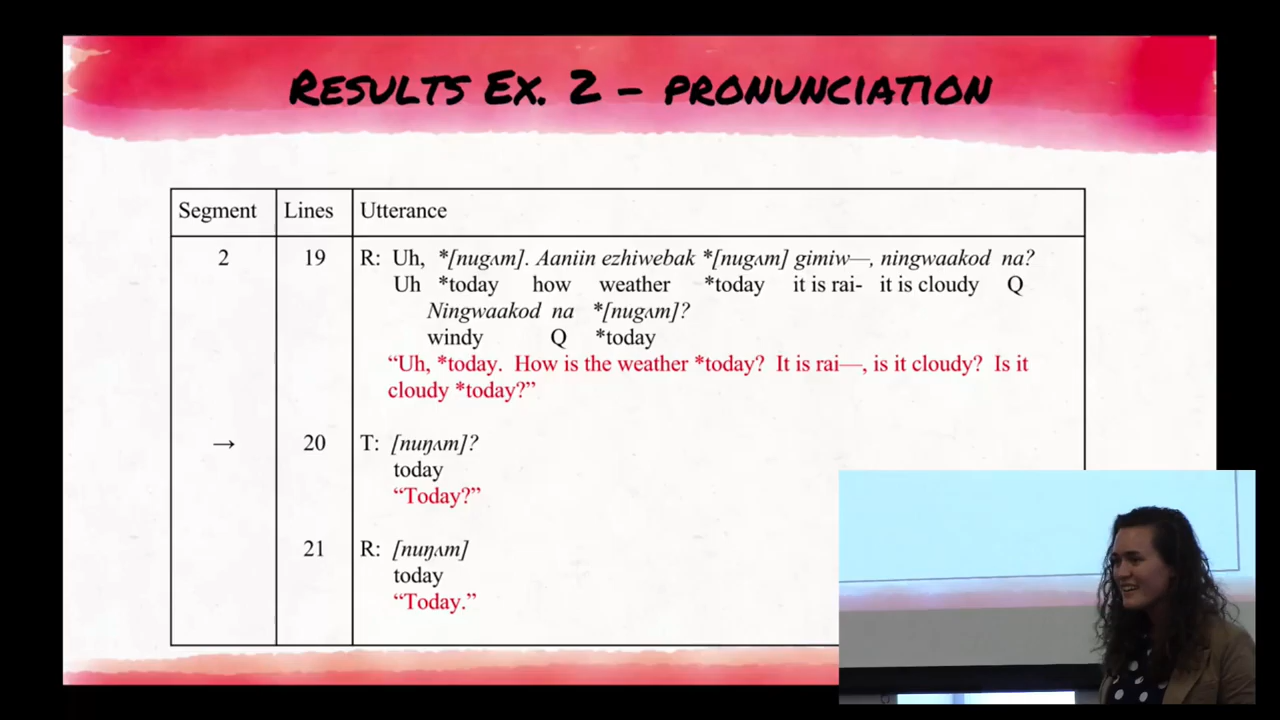 RESULTS EX. 2 – PRONUNCIATION
Segment Lines Utterance
2 19 R: Uh, *[nugʌm]. Aaniin ezhiwebak *[nugʌm] gimiw—, ningwaakod na?
Uh *today how weather *today it is rai- it is cloudy Q
Ningwaakod na *[nugʌm]?
windy Q *today
“Uh, *today. How is the weather *today? It is rai—, is it cloudy? Is it
cloudy *today?”
→ 20 T: [nuŋʌm]?
today
“Today?”
21 R: [nuŋʌm]
today
“Today.”